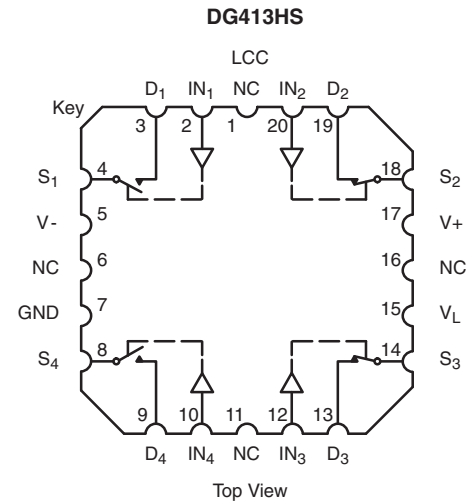 DG413HS
LCC
D1 IN1 NC IN2 D2
Key
3 2 1 20 19
S1 4 18 S2
V- 5 17 V+
NC 6 16 NC
GND 7 15 VL
S4 8 14 S3
9 10 11 12 13
D4 IN4 NC IN3 D3
Top View